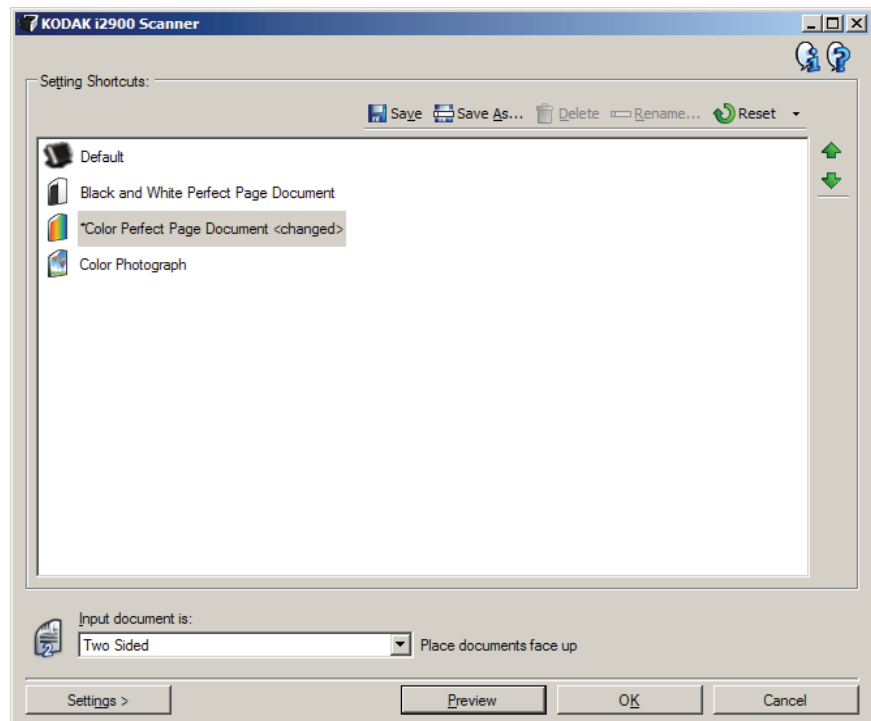 KODAK i2900 Scanner
Setting Shortcuts:
Save Save As... Delete Rename... Reset
Default
Black and White Perfect Page Document
*Color Perfect Page Document <changed>
Color Photograph
Input document is:
2 Two Sided Place documents face up
Settings > Preview OK Cancel